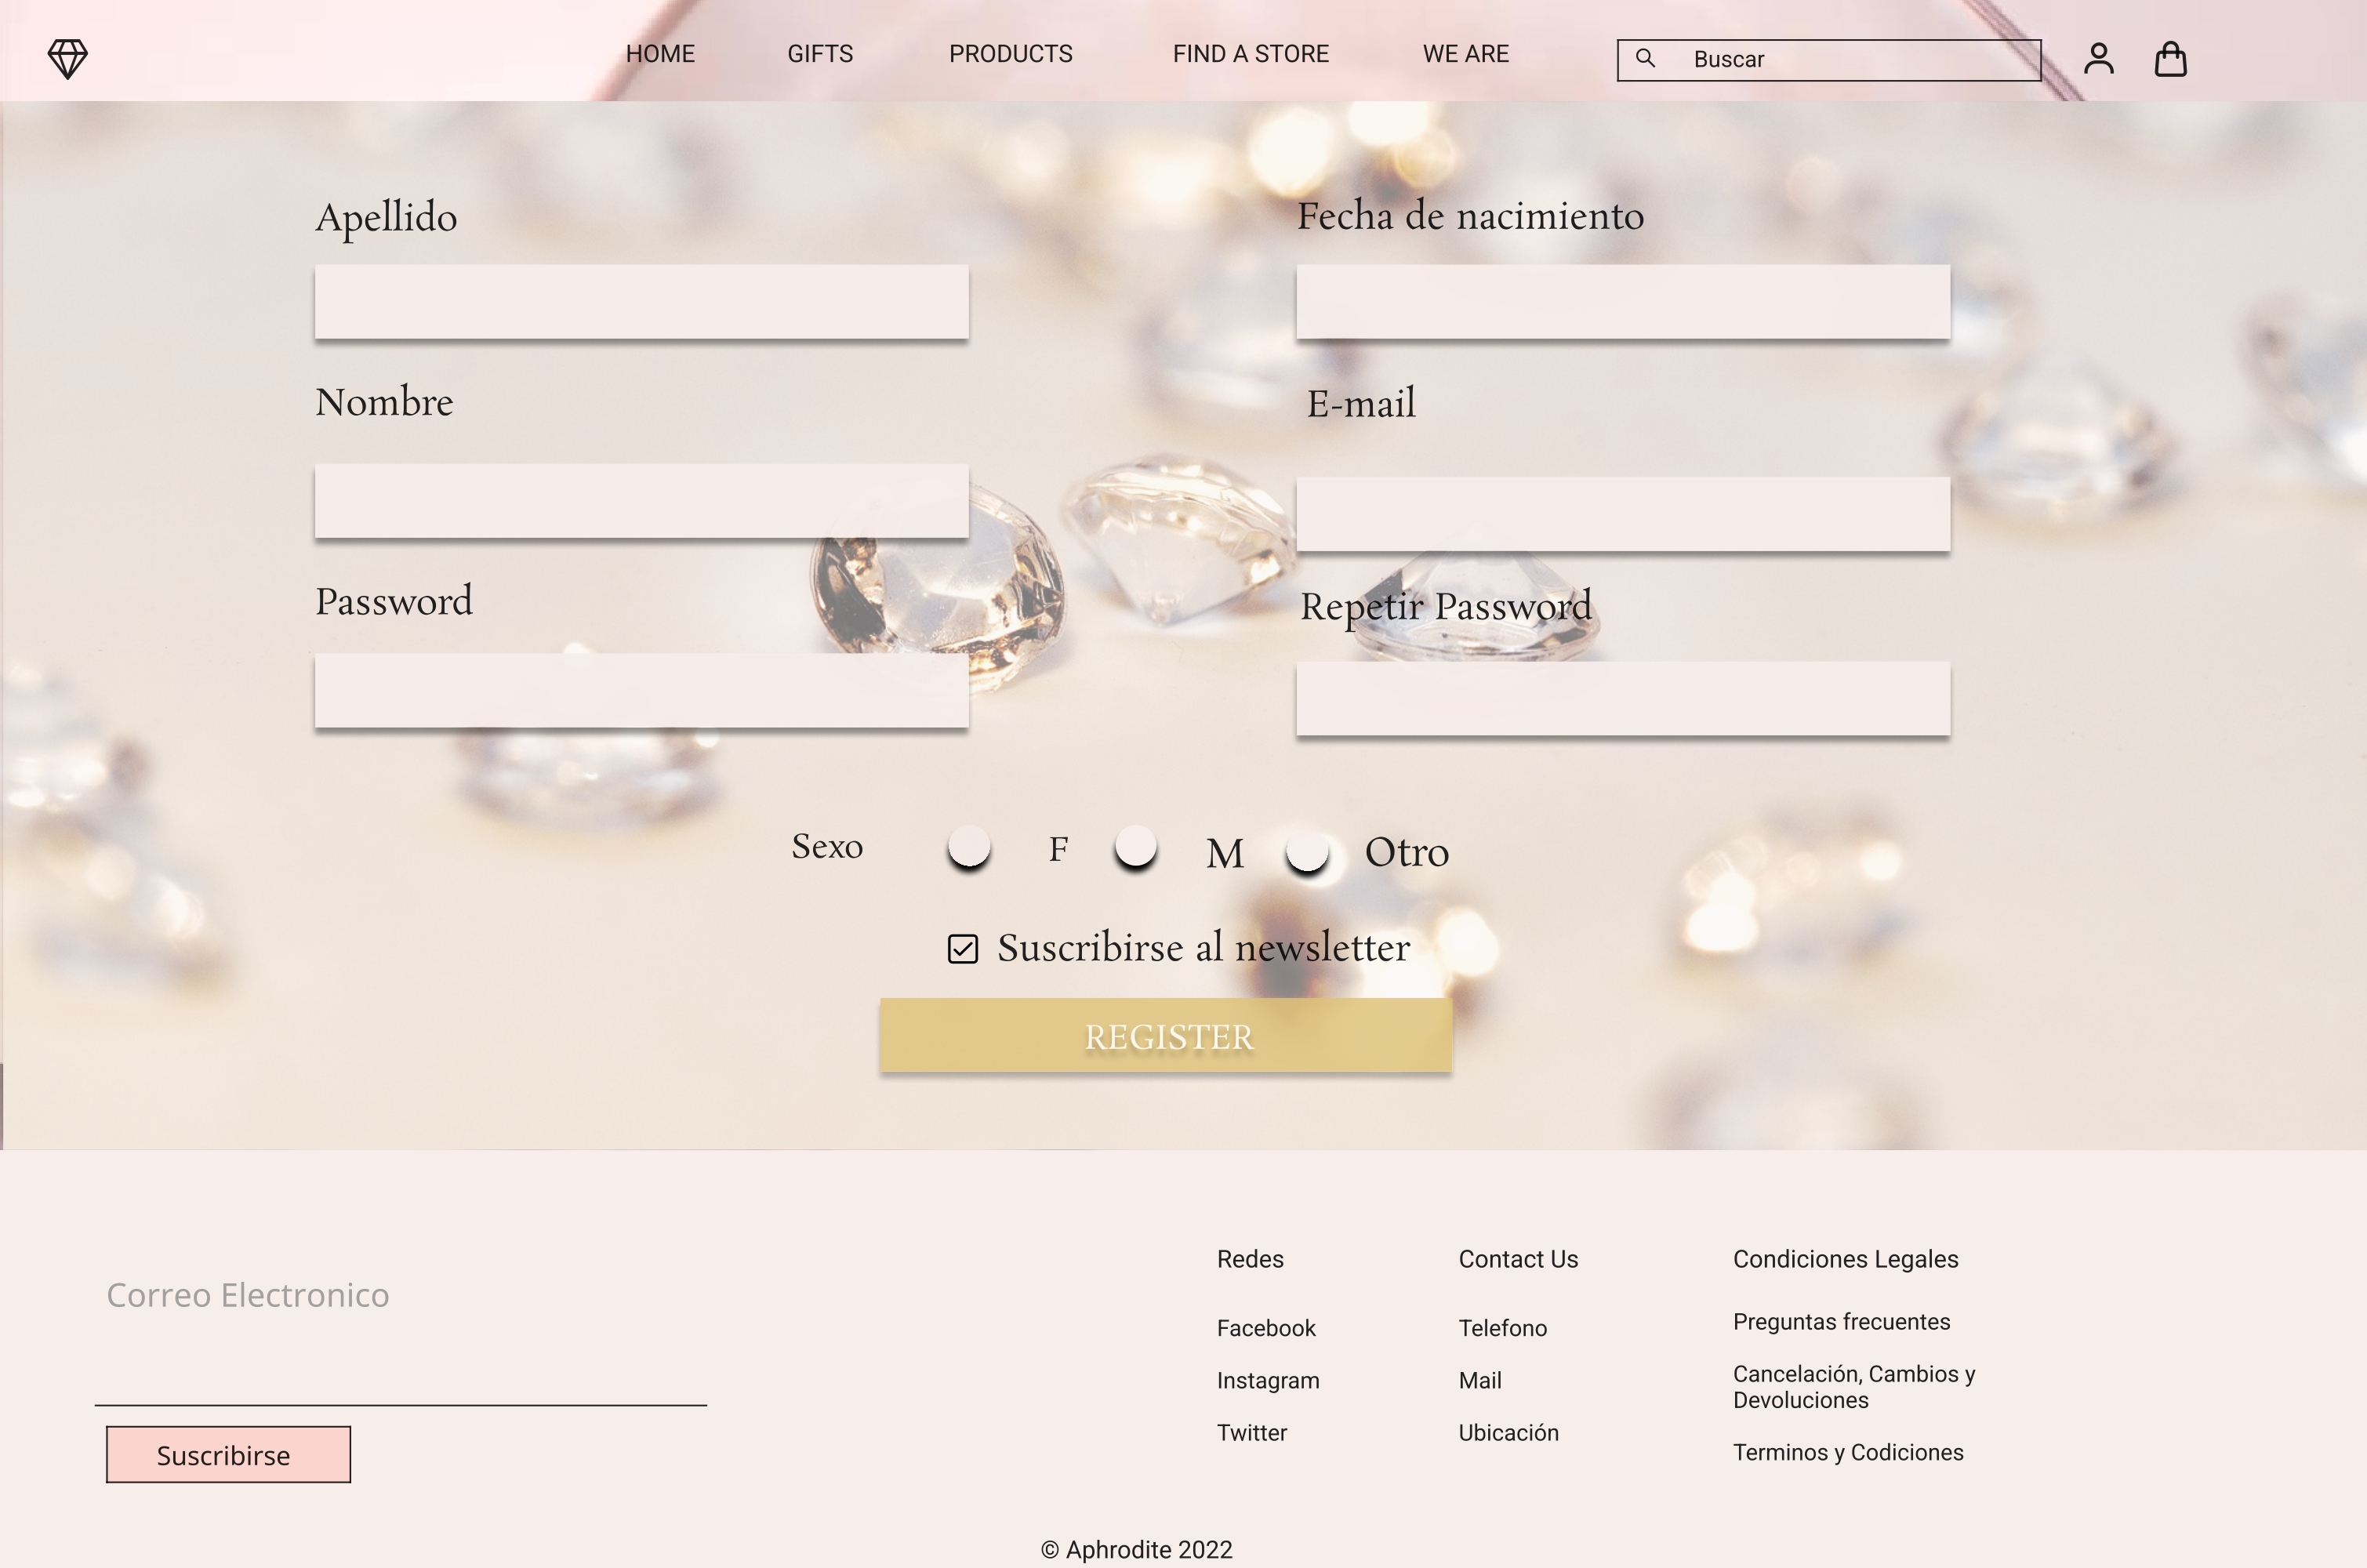 HOME
GIFTS
PRODUCTS
FIND A STORE
WE ARE
Buscar
Apellido
Fecha de nacimiento
Nombre
E-mail
Password
Repetir Password
Sexo
F
M
Otro
Suscribirse al newsletter
REGISTER
Correo Electronico
Suscribirse
Redes
Facebook
Instagram
Twitter
Contact Us
Telefono
Mail
Ubicación
Condiciones Legales
Preguntas frecuentes
Cancelación, Cambios y
Devoluciones
Terminos y Codiciones
© Aphrodite 2022